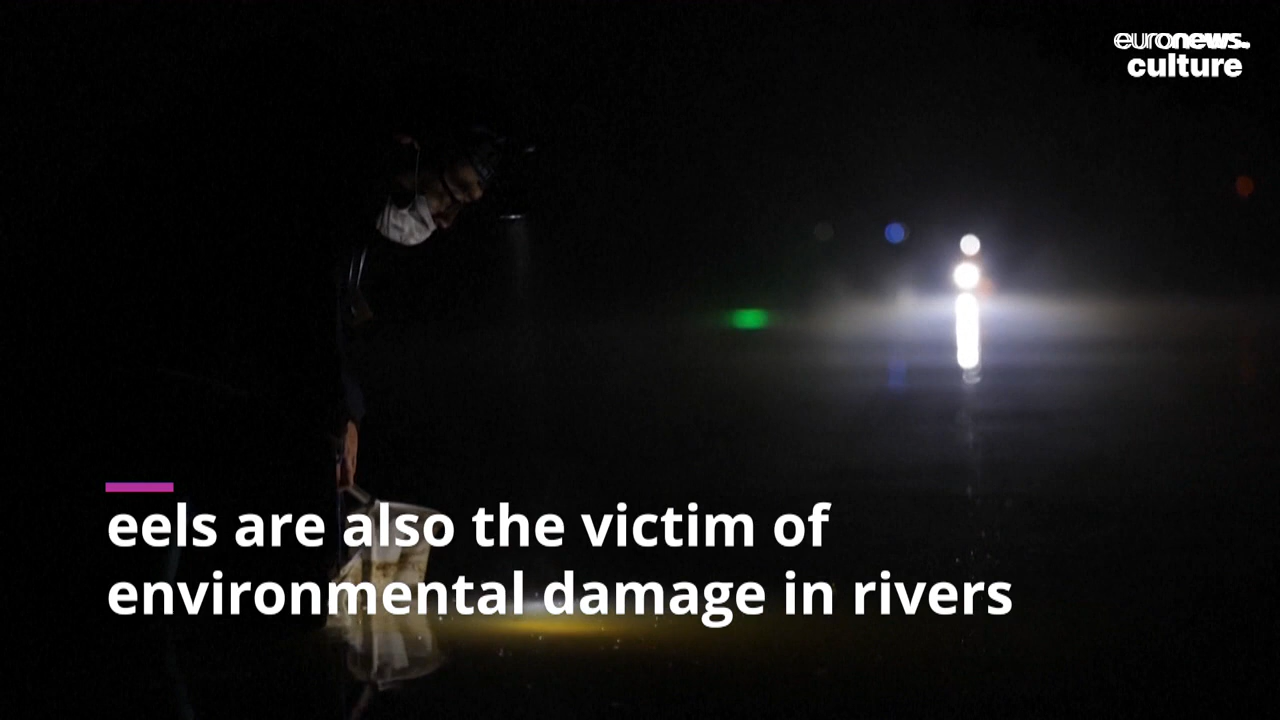 euronews.
culture
eels are also the victim of
environmental damage in rivers